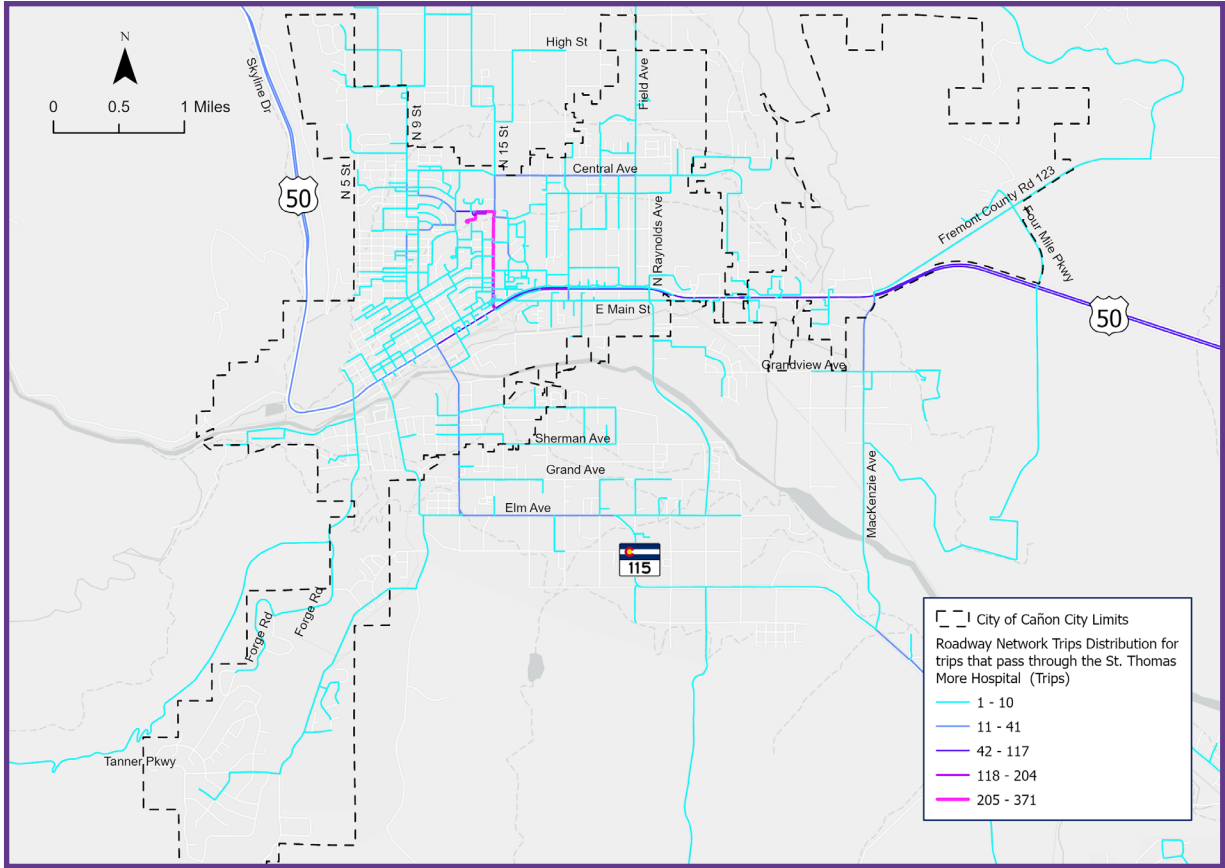 N
0 0.5 1 Miles
Skyline Dr
50
N 5 St
N 9 St
N 15 St
High St
Field Ave
Central Ave
N Raynolds Ave
Fremont County Rd 123
Four Mile Pkwy
50
E Main St
Grandview Ave
Sherman Ave
Grand Ave
Elm Ave
MacKenzie Ave
115
Forge Rd
Forge Rd
Tanner Pkwy
City of Cañon City Limits
Roadway Network Trips Distribution for
trips that pass through the St. Thomas
More Hospital (Trips)
1 - 10
11 - 41
42 - 117
118 - 204
205 - 371